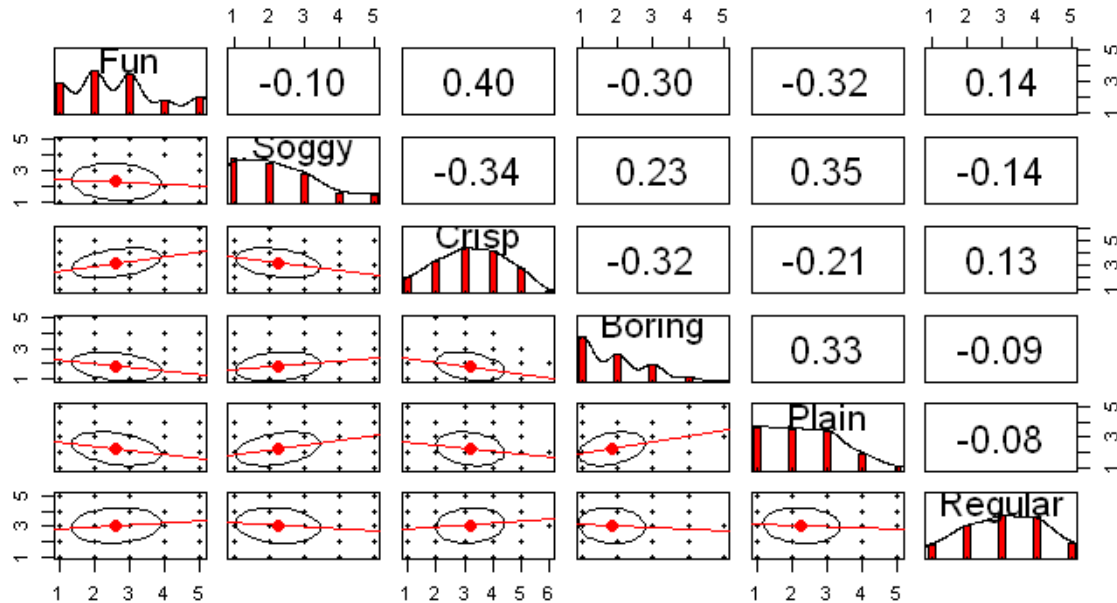 1 2 3 4 5 1 2 3 4 5 1 2 3 4 5
Fun -0.10 0.40 -0.30 -0.32 0.14 1 3 5
1 3 5 Soggy -0.34 0.23 0.35 -0.14
Crisp -0.32 -0.21 0.13 1 3 5
1 3 5 Boring 0.33 -0.09
Plain -0.08 1 3 5
1 3 5 Regular
1 2 3 4 5 1 2 3 4 5 6 1 2 3 4 5